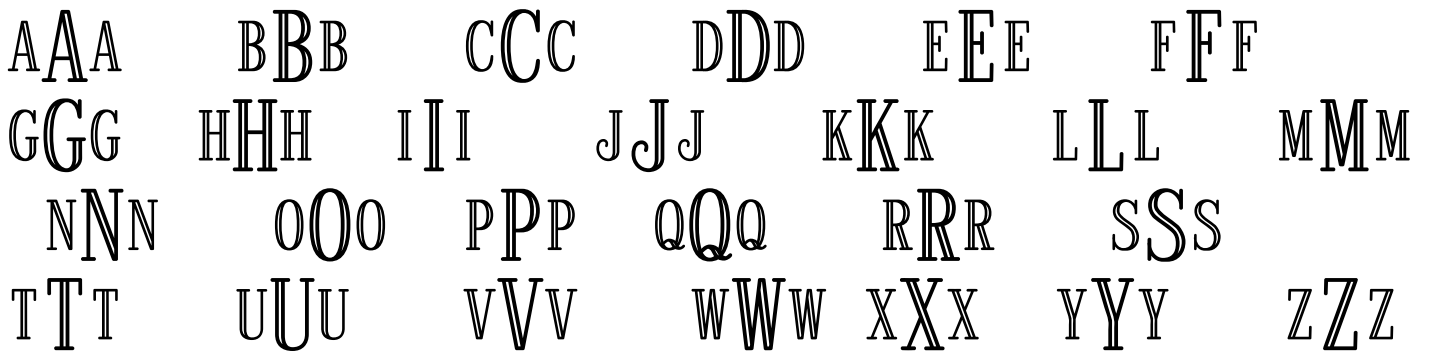 AAA BBB CCC DDD EEE FFF
GGG HHH III JJJ KKK LLL MMM
NNN OOO PPP QQQ RRR SSS
TTT UUU VVV WWW XXX YYY ZZZ